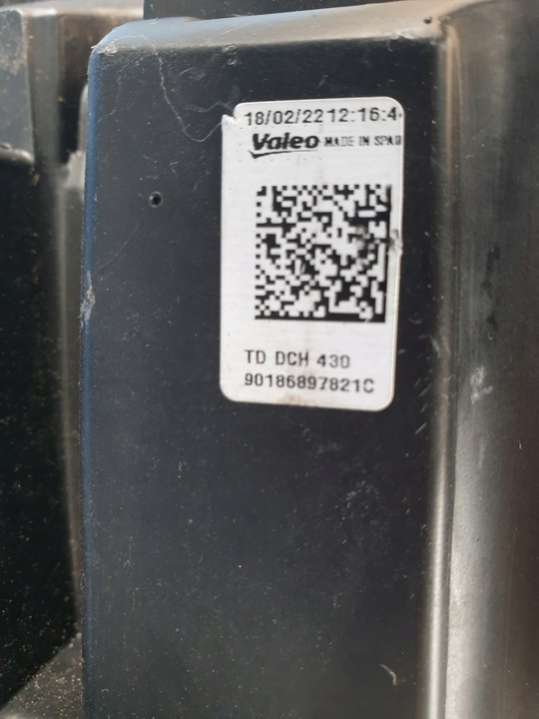 18/02/22 12:16:4
Valeo MADE IN SPAIN
TD DCH 430
90186897821C